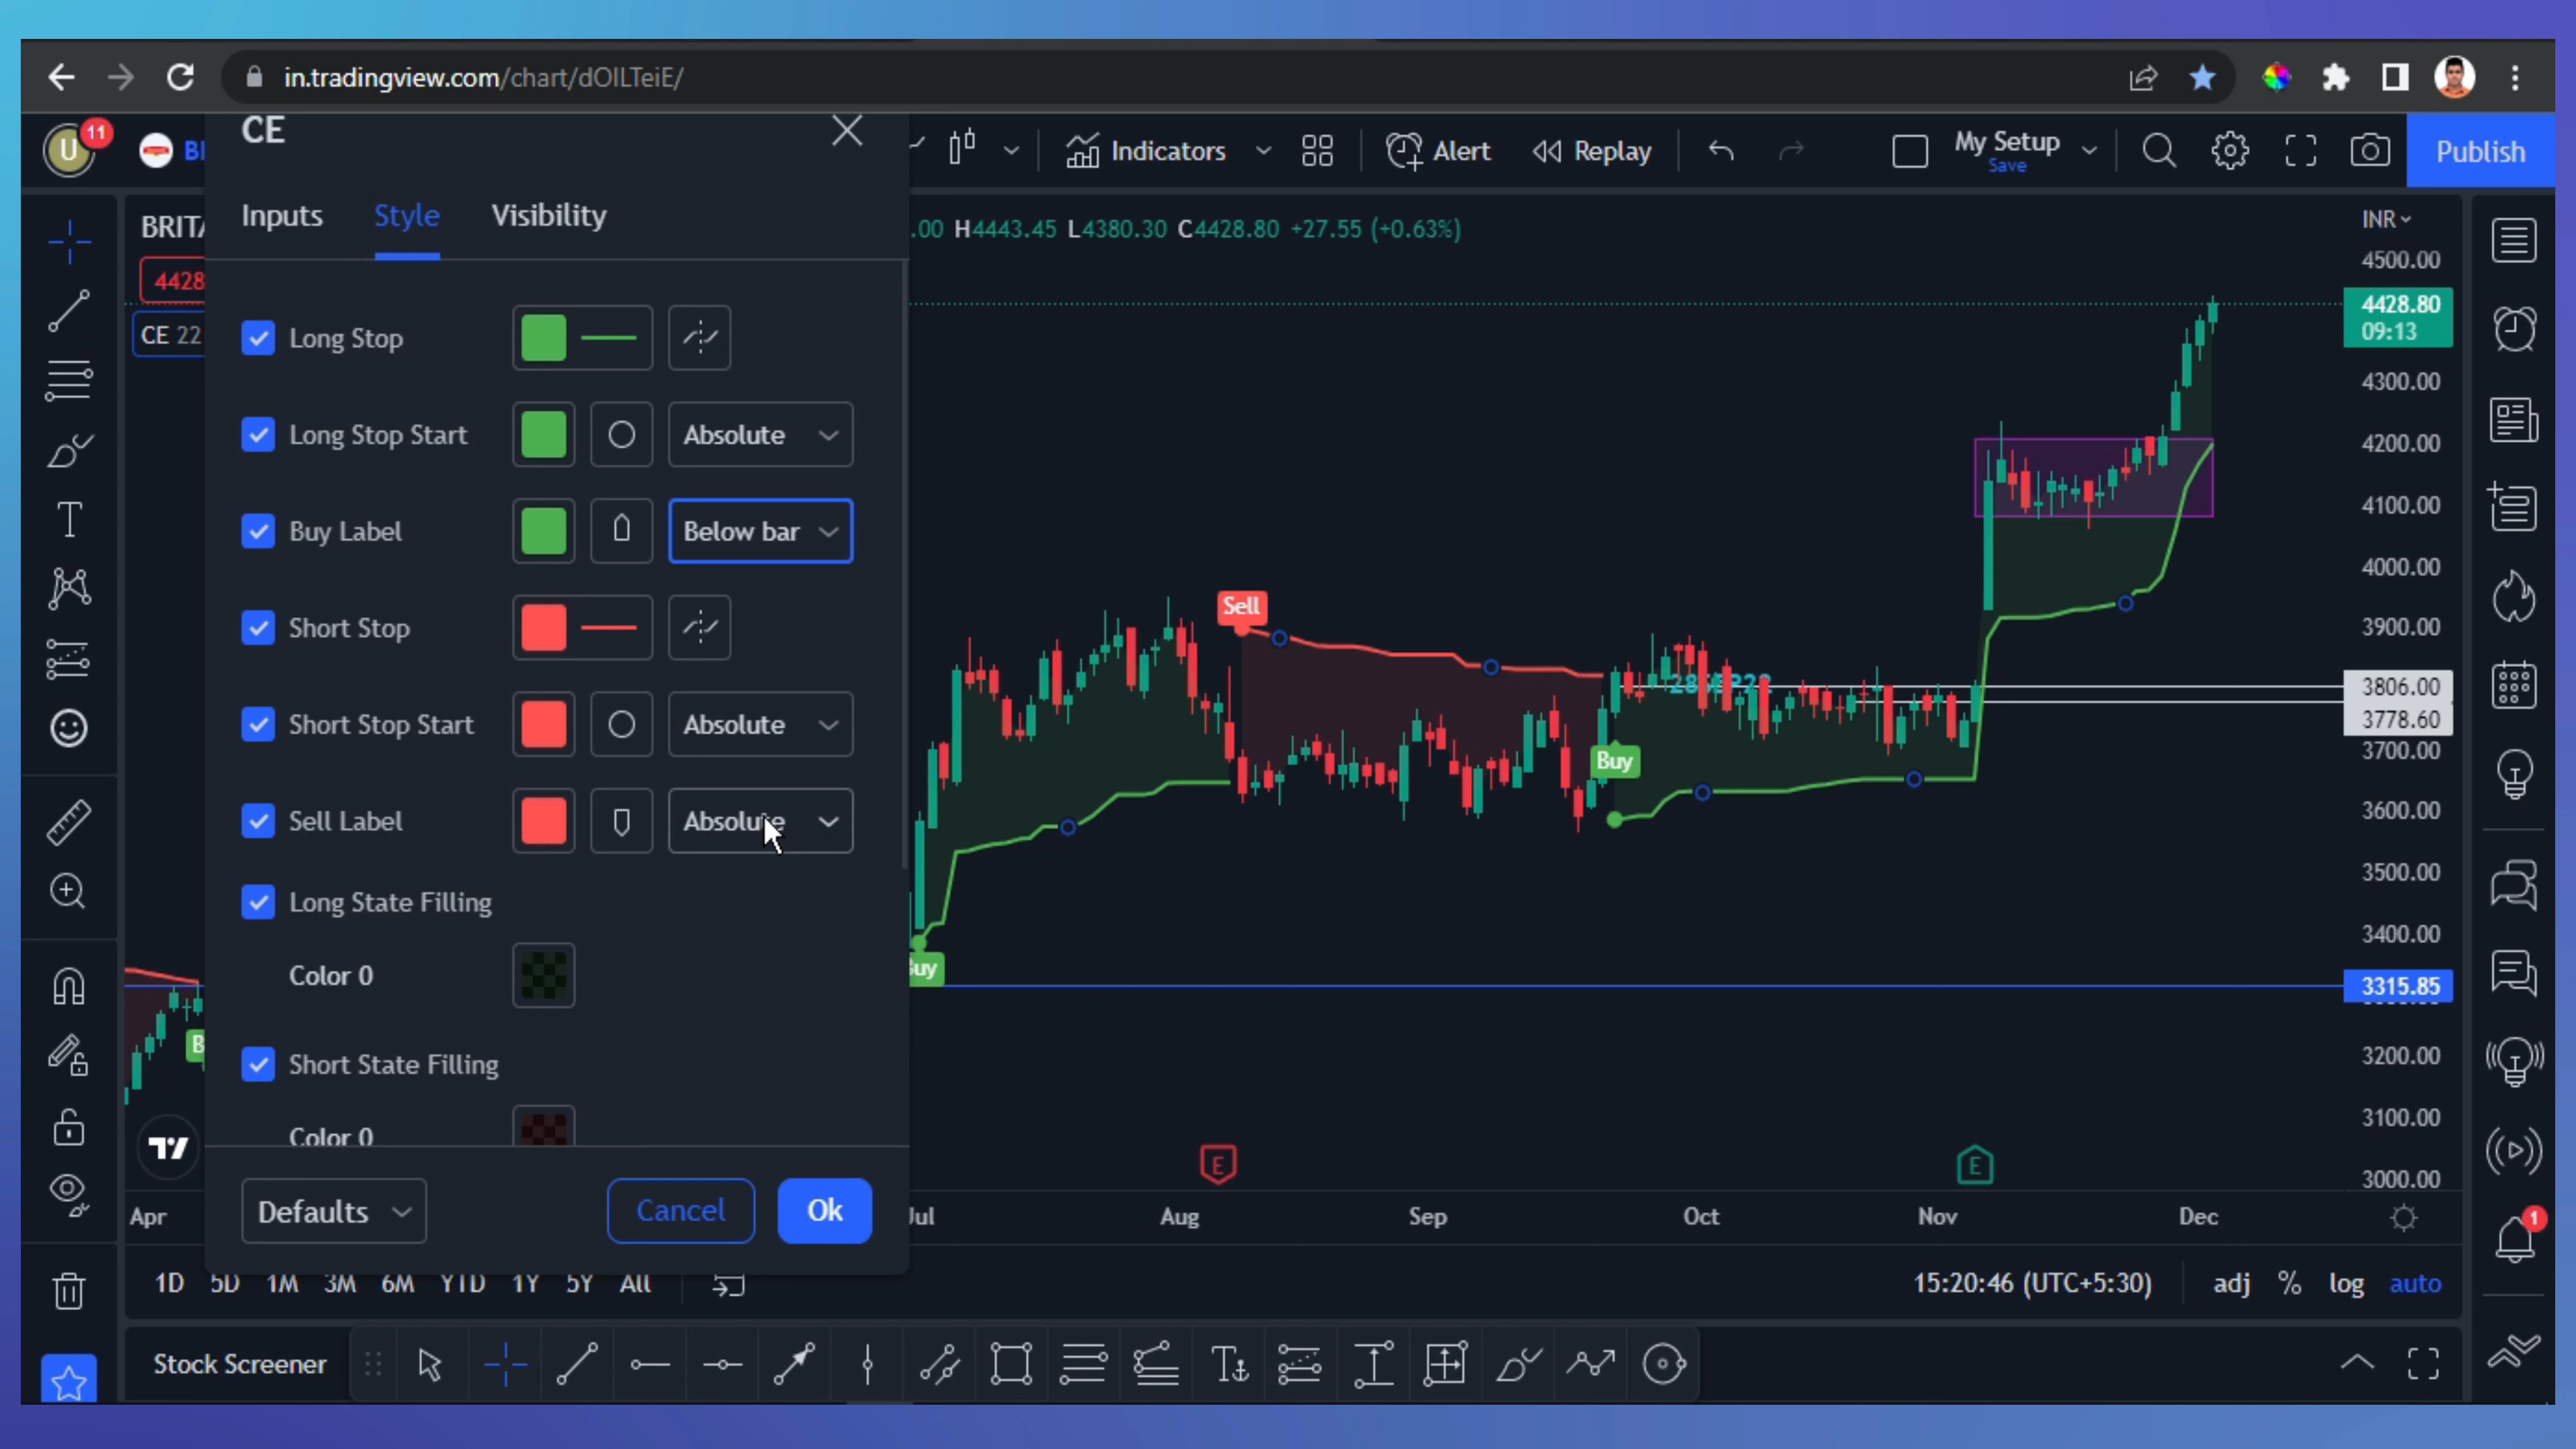 in.tradingview.com/chart/dOILTeiE/
U
11
CE
Indicators
Alert
Replay
My Setup
Save
Publish
Inputs
Style
Visibility
.00 H4443.45 L4380.30 C4428.80 +27.55 (+0.63%)
INR
4428
CE 22
Long Stop
Long Stop Start
Absolute
Buy Label
Below bar
Short Stop
Short Stop Start
Absolute
Sell Label
Absolute
Long State Filling
Color 0
Short State Filling
Color 0
Defaults
Cancel
Ok
Sell
Buy
E
E
4500.00
4428.80
09:13
4300.00
4200.00
4100.00
4000.00
3900.00
3806.00
3778.60
3700.00
3600.00
3500.00
3400.00
3315.85
3200.00
3100.00
3000.00
Apr
Jul
Aug
Sep
Oct
Nov
Dec
1D
5D
1M
3M
6M
YTD
1Y
5Y
All
15:20:46 (UTC+5:30)
adj
%
log
auto
1
Stock Screener